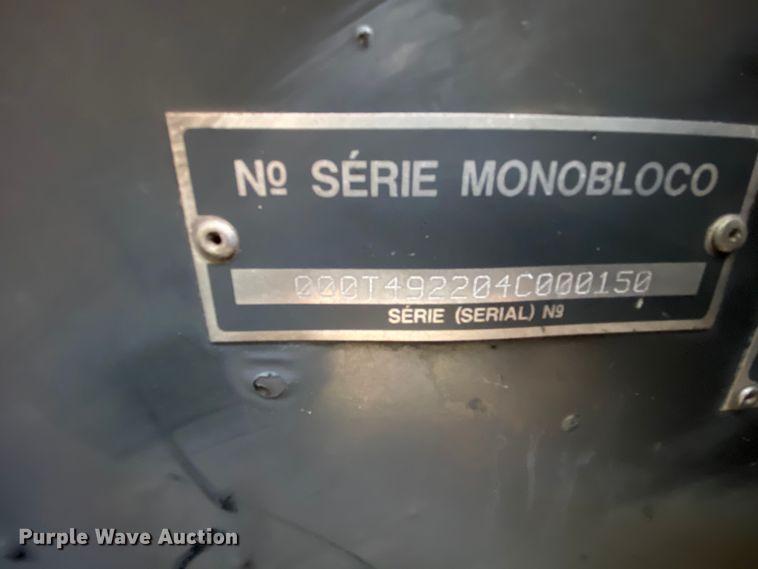 Nº SÉRIE MONOBLOCO
000T492204C000150
SÉRIE (SERIAL) Nº
Purple Wave Auction